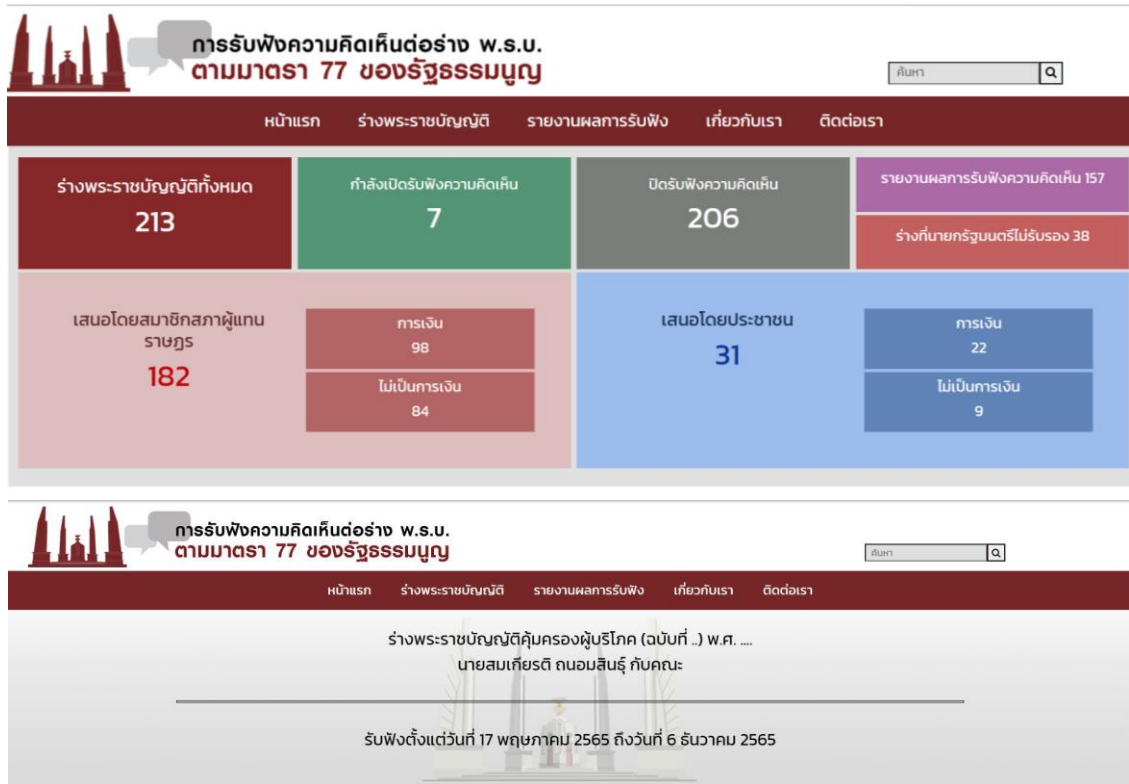 การรับฟังความคิดเห็นต่อร่าง พ.ร.บ.
ตามมาตรา 77 ของรัฐธรรมนูญ
ค้นหา
หน้าแรก ร่างพระราชบัญญัติ รายงานผลการรับฟัง เกี่ยวกับเรา ติดต่อเรา
ร่างพระราชบัญญัติทั้งหมด
213
กำลังเปิดรับฟังความคิดเห็น
7
ปิดรับฟังความคิดเห็น
206
รายงานผลการรับฟังความคิดเห็น 157
ร่างที่นายกรัฐมนตรีไม่รับรอง 38
เสนอโดยสมาชิกสภาผู้แทน
ราษฎร
182
การเงิน
98
ไม่เป็นการเงิน
84
เสนอโดยประชาชน
31
การเงิน
22
ไม่เป็นการเงิน
9
การรับฟังความคิดเห็นต่อร่าง พ.ร.บ.
ตามมาตรา 77 ของรัฐธรรมนูญ
ค้นหา
หน้าแรก ร่างพระราชบัญญัติ รายงานผลการรับฟัง เกี่ยวกับเรา ติดต่อเรา
ร่างพระราชบัญญัติคุ้มครองผู้บริโภค (ฉบับที่ ..) พ.ศ. ....
นายสมเกียรติ ถนอมสินธุ์ กับคณะ
รับฟังตั้งแต่วันที่ 17 พฤษภาคม 2565 ถึงวันที่ 6 ธันวาคม 2565